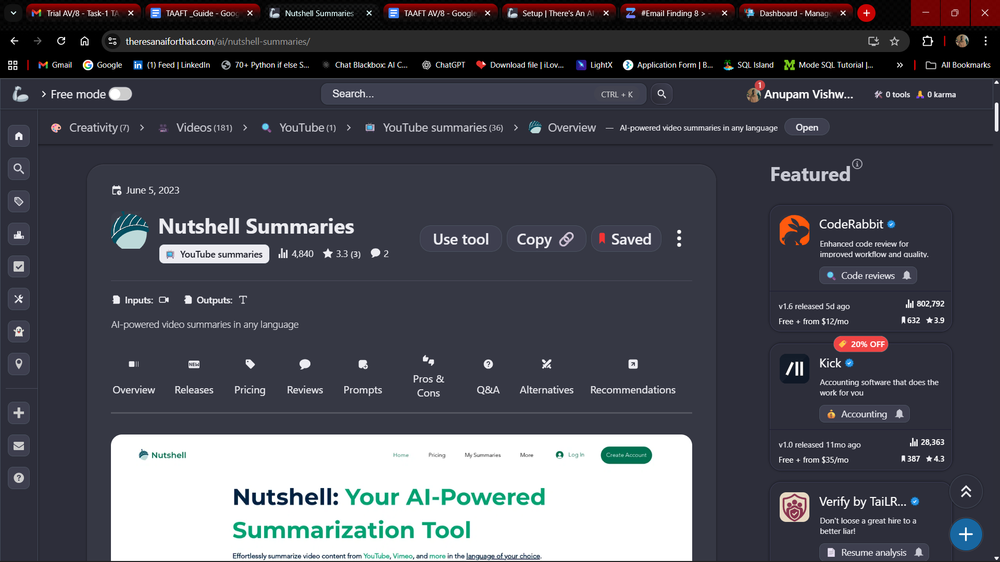 Trial AV/8 - Task-1 TA
TAAFT _Guide - Goog
Nutshell Summaries
TAAFT AV/8 - Google
Setup | There's An AI
#Email Finding 8 > -
Dashboard - Manage
theresanaiforthat.com/ai/nutshell-summaries/
Gmail
Google
(1) Feed | LinkedIn
70+ Python if else S...
Chat Blackbox: AI C...
ChatGPT
Download file | iLov...
LightX
Application Form | B...
SQL Island
Mode SQL Tutorial |...
All Bookmarks
Free mode
Search...
CTRL + K
1
Anupam Vishw...
0 tools
0 karma
Creativity (7)
Videos (181)
YouTube (1)
YouTube summaries (36)
Overview
— AI-powered video summaries in any language
Open
June 5, 2023
Nutshell Summaries
YouTube summaries
4,840
3.3 (3)
2
Use tool
Copy
Saved
Inputs:
Outputs:
AI-powered video summaries in any language
NEW
Overview
Releases
Pricing
Reviews
Prompts
Pros &
Cons
Q&A
Alternatives
Recommendations
Nutshell
Home
Pricing
My Summaries
More
Log In
Create Account
Nutshell: Your AI-Powered
Summarization Tool
Effortlessly summarize video content from YouTube, Vimeo, and more in the language of your choice.
Featured
CodeRabbit
Enhanced code review for
improved workflow and quality.
Code reviews
v1.6 released 5d ago
802,792
Free + from $12/mo
632
3.9
20% OFF
Kick
Accounting software that does the
work for you
Accounting
v1.0 released 11mo ago
28,363
Free + from $35/mo
387
4.3
Verify by TaiLR...
Don't loose a great hire to a
better liar!
Resume analysis